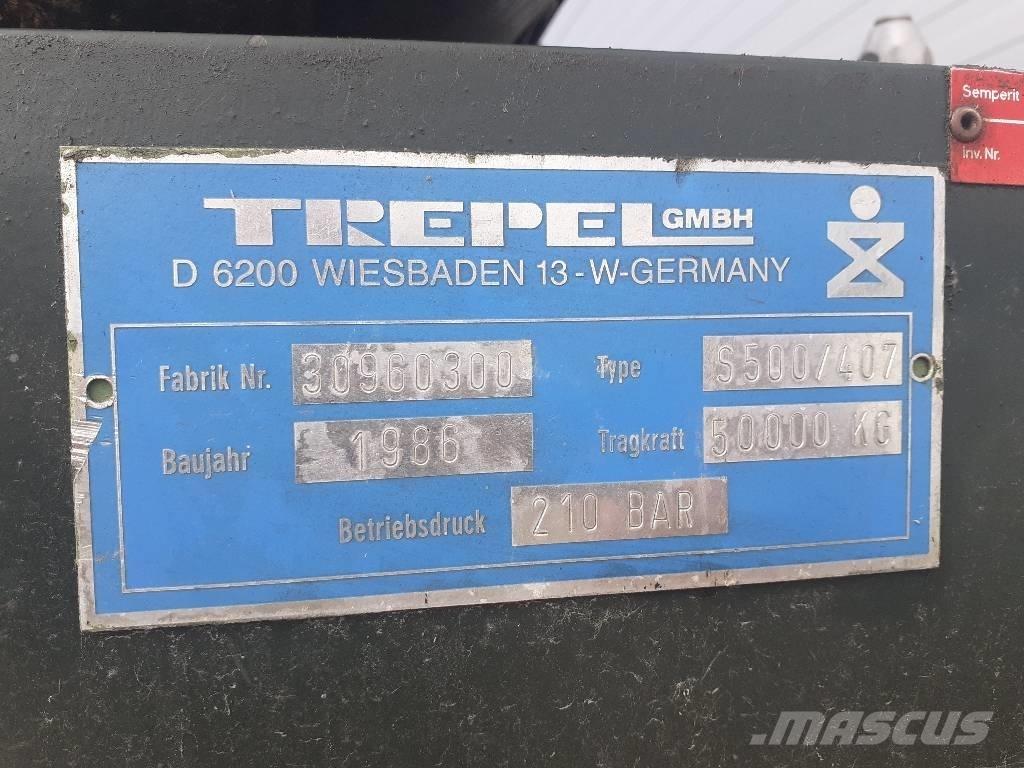 Semperit
Inv. Nr.
TREPEL GMBH
D 6200 WIESBADEN 13-W-GERMANY
Fabrik Nr. 30960300
Type S500/407
Baujahr 1986
Tragkraft 50000 KG
Betriebsdruck 210 BAR
MASCUS